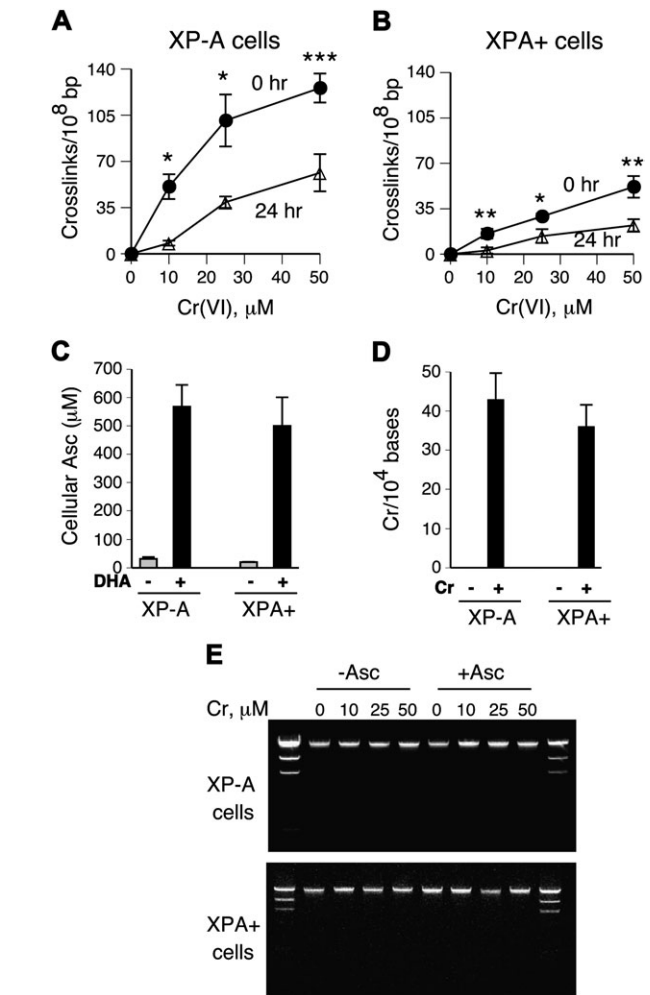 A
B
XP-A cells
XPA+ cells
Crosslinks/10^8 bp
140
105
70
35
0
*
*
***
0 hr
24 hr
0 10 20 30 40 50
Cr(VI), µM
Crosslinks/10^8 bp
140
105
70
35
0
**
*
**
0 hr
24 hr
0 10 20 30 40 50
Cr(VI), µM
C
D
Cellular Asc (µM)
700
600
500
400
300
200
100
0
DHA - + - +
XP-A XPA+
Cr/10^4 bases
50
40
30
20
10
0
Cr - + - +
XP-A XPA+
E
-Asc +Asc
Cr, µM 0 10 25 50 0 10 25 50
XP-A
cells
XPA+
cells